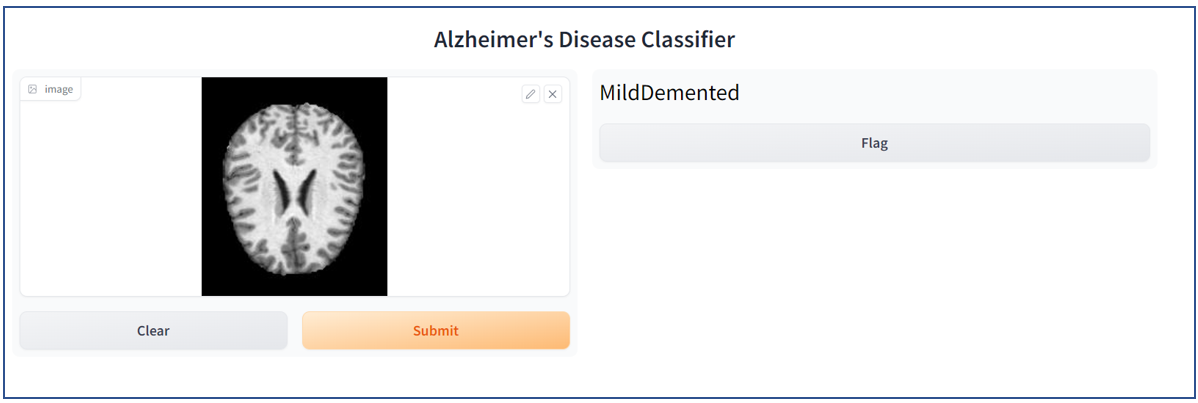 Alzheimer's Disease Classifier
image
MildDemented
Flag
Clear
Submit